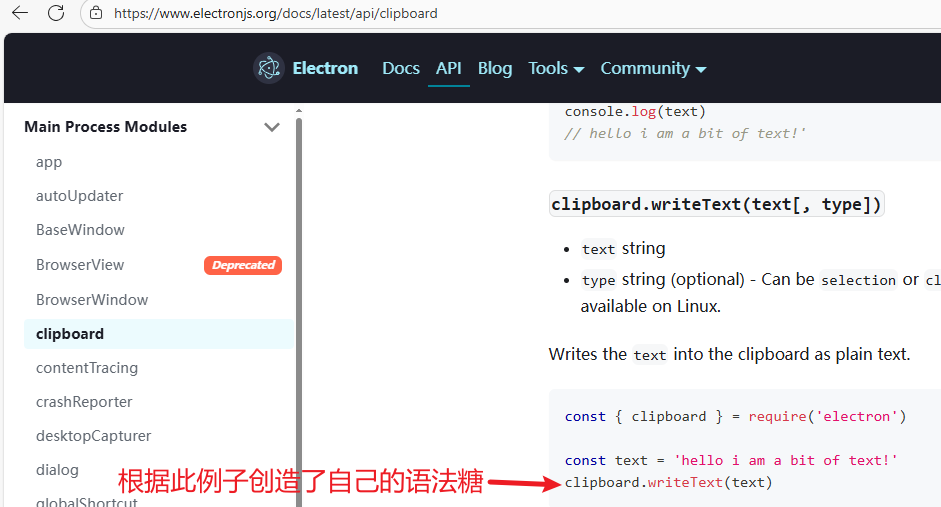 https://www.electronjs.org/docs/latest/api/clipboard
Electron Docs API Blog Tools Community
Main Process Modules
app
autoUpdater
BaseWindow
BrowserView Deprecated
BrowserWindow
clipboard
contentTracing
crashReporter
desktopCapturer
dialog
globalShortcut
console.log(text)
// hello i am a bit of text!'
clipboard.writeText(text[, type])
text string
type string (optional) - Can be selection or cl
available on Linux.
Writes the text into the clipboard as plain text.
const { clipboard } = require('electron')
const text = 'hello i am a bit of text!'
clipboard.writeText(text)
根据此例子创造了自己的语法糖